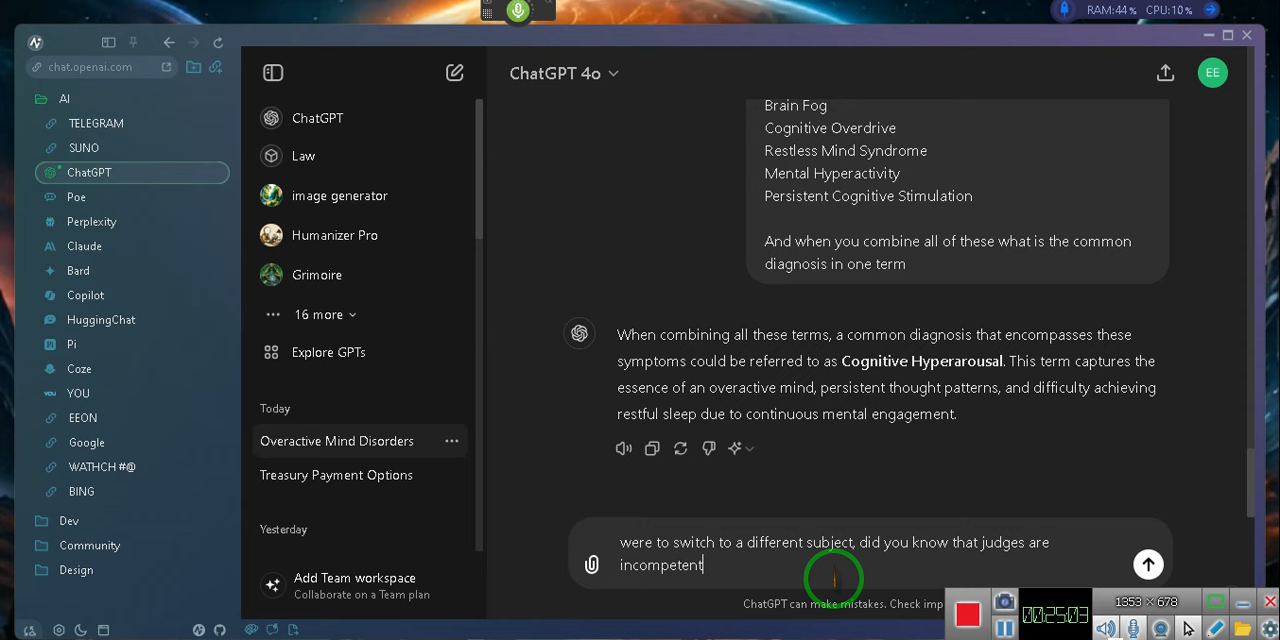 RAM:44% CPU:10%
chat.openai.com
AI
TELEGRAM
SUNO
ChatGPT
Poe
Perplexity
Claude
Bard
Copilot
HuggingChat
Pi
Coze
YOU
EEON
Google
WATHCH #@
BING
Dev
Community
Design
ChatGPT
Law
image generator
Humanizer Pro
Grimoire
16 more
Explore GPTs
Today
Overactive Mind Disorders
Treasury Payment Options
Yesterday
Add Team workspace
Collaborate on a Team plan
ChatGPT 4o
EE
Brain Fog
Cognitive Overdrive
Restless Mind Syndrome
Mental Hyperactivity
Persistent Cognitive Stimulation
And when you combine all of these what is the common
diagnosis in one term
When combining all these terms, a common diagnosis that encompasses these
symptoms could be referred to as Cognitive Hyperarousal. This term captures the
essence of an overactive mind, persistent thought patterns, and difficulty achieving
restful sleep due to continuous mental engagement.
were to switch to a different subject, did you know that judges are
incompetent
ChatGPT can make mistakes. Check imp
1353 × 678
00:25:03